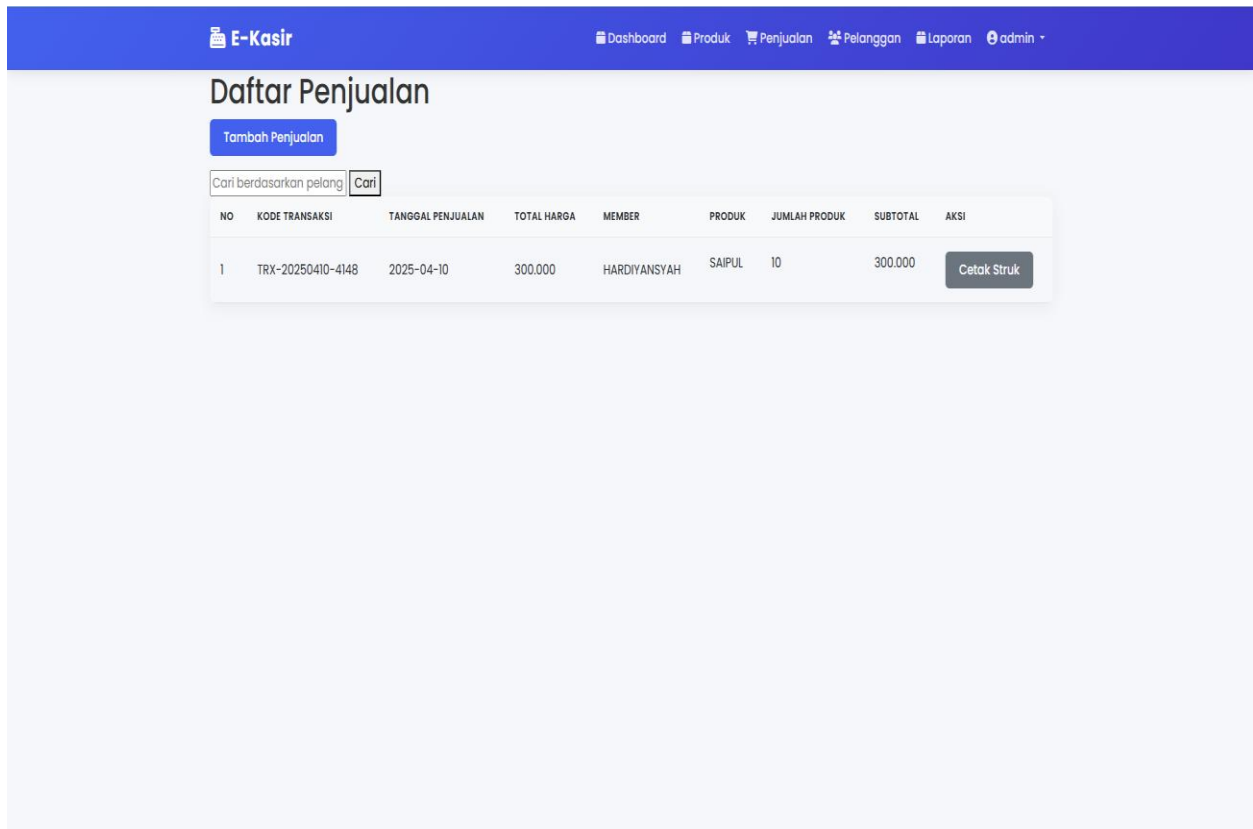 E-Kasir Dashboard Produk Penjualan Pelanggan Laporan admin
Daftar Penjualan
Tambah Penjualan
Cari berdasarkan pelang Cari
NO KODE TRANSAKSI TANGGAL PENJUALAN TOTAL HARGA MEMBER PRODUK JUMLAH PRODUK SUBTOTAL AKSI
1 TRX-20250410-4148 2025-04-10 300.000 HARDIYANSYAH SAIPUL 10 300.000 Cetak Struk